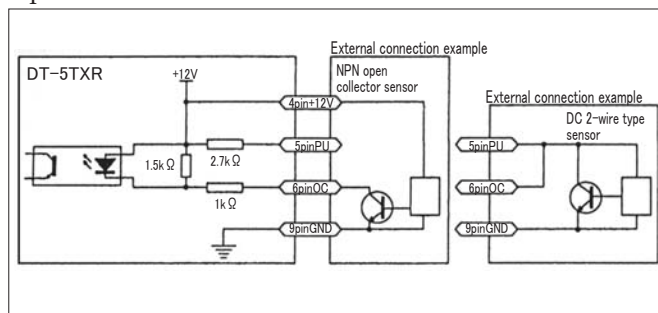 External connection example
DT-5TXR
+12V
NPN open
collector sensor
4pin+12V
5pinPU
2.7kΩ
1.5kΩ
6pinOC
1kΩ
9pinGND
External connection example
DC 2-wire type
sensor
5pinPU
6pinOC
9pinGND